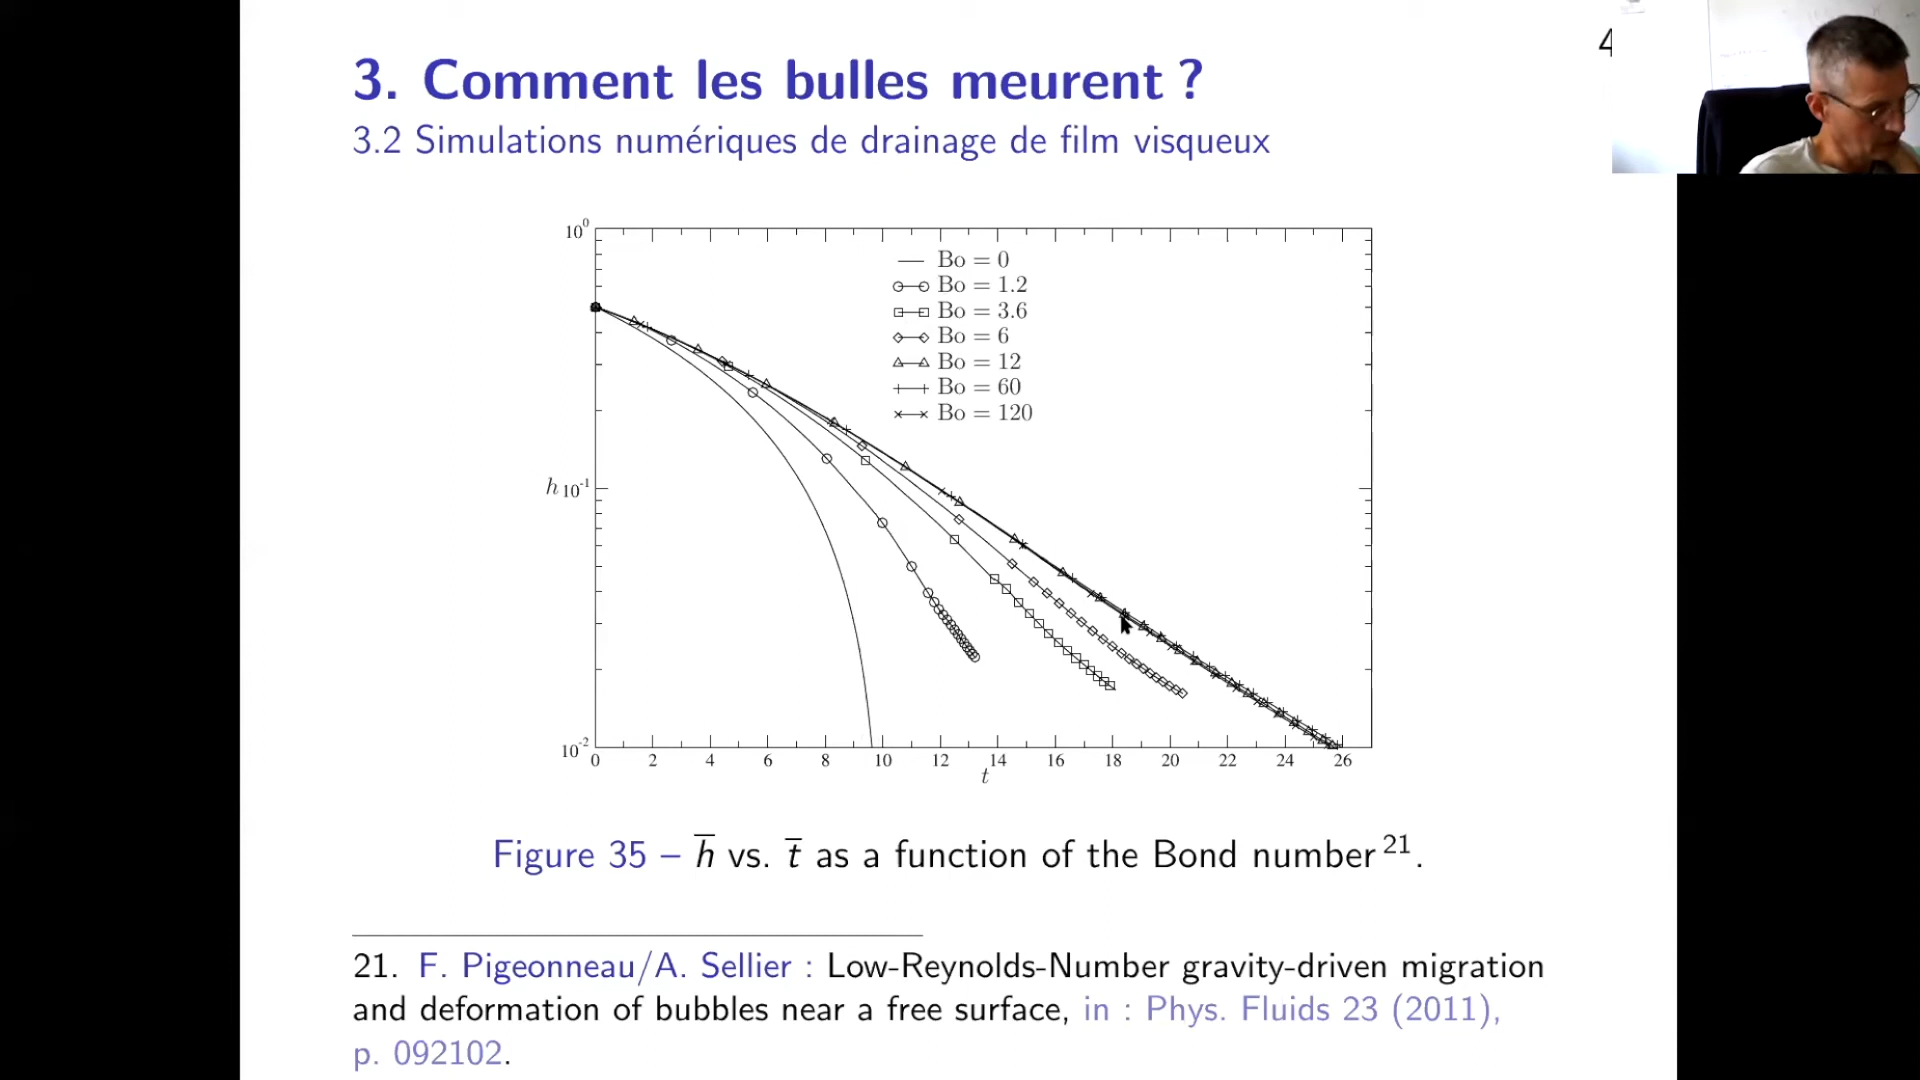 4
3. Comment les bulles meurent ?
3.2 Simulations numériques de drainage de film visqueux
10^0
Bo = 0
Bo = 1.2
Bo = 3.6
Bo = 6
Bo = 12
Bo = 60
Bo = 120
h 10^-1
10^-2
0 2 4 6 8 10 12 14 16 18 20 22 24 26
t
Figure 35 – h̅ vs. t̅ as a function of the Bond number 21.
21. F. Pigeonneau/A. Sellier : Low-Reynolds-Number gravity-driven migration
and deformation of bubbles near a free surface, in : Phys. Fluids 23 (2011),
p. 092102.